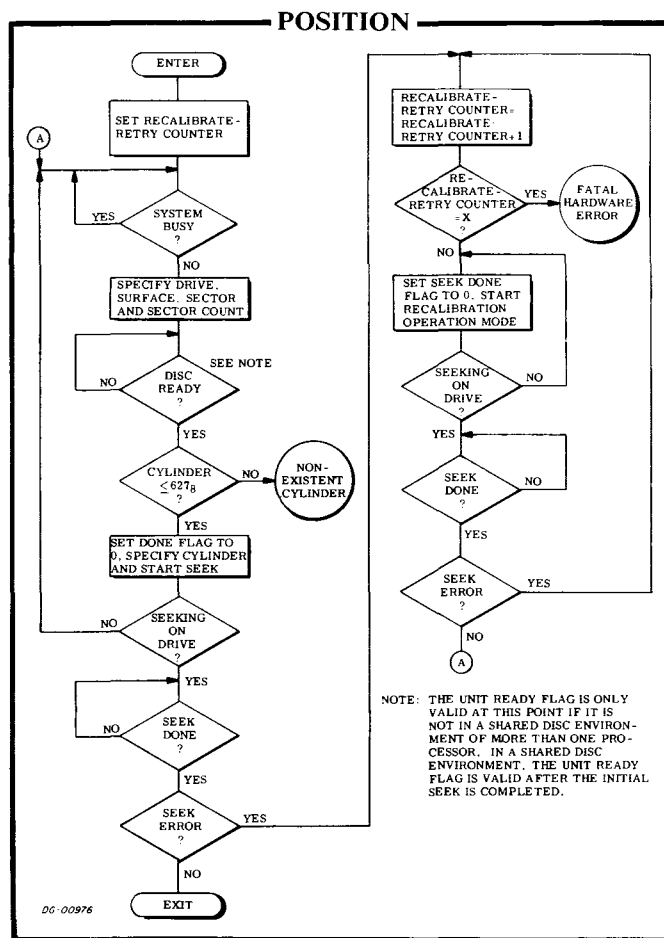 POSITION
ENTER
SET RECALIBRATE-
RETRY COUNTER
A
YES
SYSTEM
BUSY
?
NO
SPECIFY DRIVE,
SURFACE, SECTOR
AND SECTOR COUNT
SEE NOTE
NO
DISC
READY
?
YES
CYLINDER
≤627₈
?
NO
NON-
EXISTENT
CYLINDER
YES
SET DONE FLAG TO
0, SPECIFY CYLINDER
AND START SEEK
NO
SEEKING
ON
DRIVE
?
YES
NO
SEEK
DONE
?
YES
SEEK
ERROR
?
YES
NO
EXIT
DG-00976
RECALIBRATE-
RETRY COUNTER=
RECALIBRATE-
RETRY COUNTER+1
RE-
CALIBRATE-
RETRY COUNTER
=X
?
YES
FATAL
HARDWARE
ERROR
NO
SET SEEK DONE
FLAG TO 0, START
RECALIBRATION
OPERATION MODE
SEEKING
ON DRIVE
?
NO
YES
SEEK
DONE
?
NO
YES
SEEK
ERROR
?
YES
NO
A
NOTE: THE UNIT READY FLAG IS ONLY
VALID AT THIS POINT IF IT IS
NOT IN A SHARED DISC ENVIRON-
MENT OF MORE THAN ONE PRO-
CESSOR. IN A SHARED DISC
ENVIRONMENT, THE UNIT READY
FLAG IS VALID AFTER THE INITIAL
SEEK IS COMPLETED.